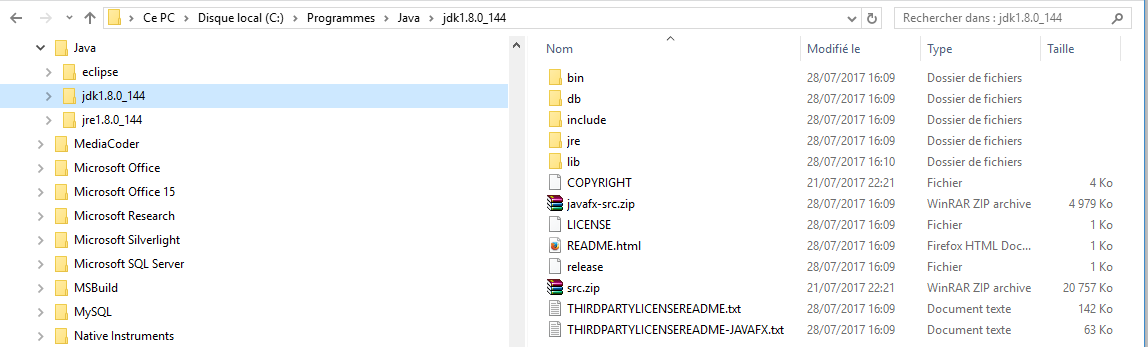 Ce PC > Disque local (C:) > Programmes > Java > jdk1.8.0_144
Rechercher dans : jdk1.8.0_144
Java
eclipse
jdk1.8.0_144
jre1.8.0_144
MediaCoder
Microsoft Office
Microsoft Office 15
Microsoft Research
Microsoft Silverlight
Microsoft SQL Server
MSBuild
MySQL
Native Instruments
Nom Modifié le Type Taille
bin 28/07/2017 16:09 Dossier de fichiers
db 28/07/2017 16:09 Dossier de fichiers
include 28/07/2017 16:09 Dossier de fichiers
jre 28/07/2017 16:09 Dossier de fichiers
lib 28/07/2017 16:10 Dossier de fichiers
COPYRIGHT 21/07/2017 22:21 Fichier 4 Ko
javafx-src.zip 28/07/2017 16:09 WinRAR ZIP archive 4 979 Ko
LICENSE 28/07/2017 16:09 Fichier 1 Ko
README.html 28/07/2017 16:09 Firefox HTML Doc... 1 Ko
release 28/07/2017 16:09 Fichier 1 Ko
src.zip 21/07/2017 22:21 WinRAR ZIP archive 20 757 Ko
THIRDPARTYLICENSEREADME.txt 28/07/2017 16:09 Document texte 142 Ko
THIRDPARTYLICENSEREADME-JAVAFX.txt 28/07/2017 16:09 Document texte 63 Ko